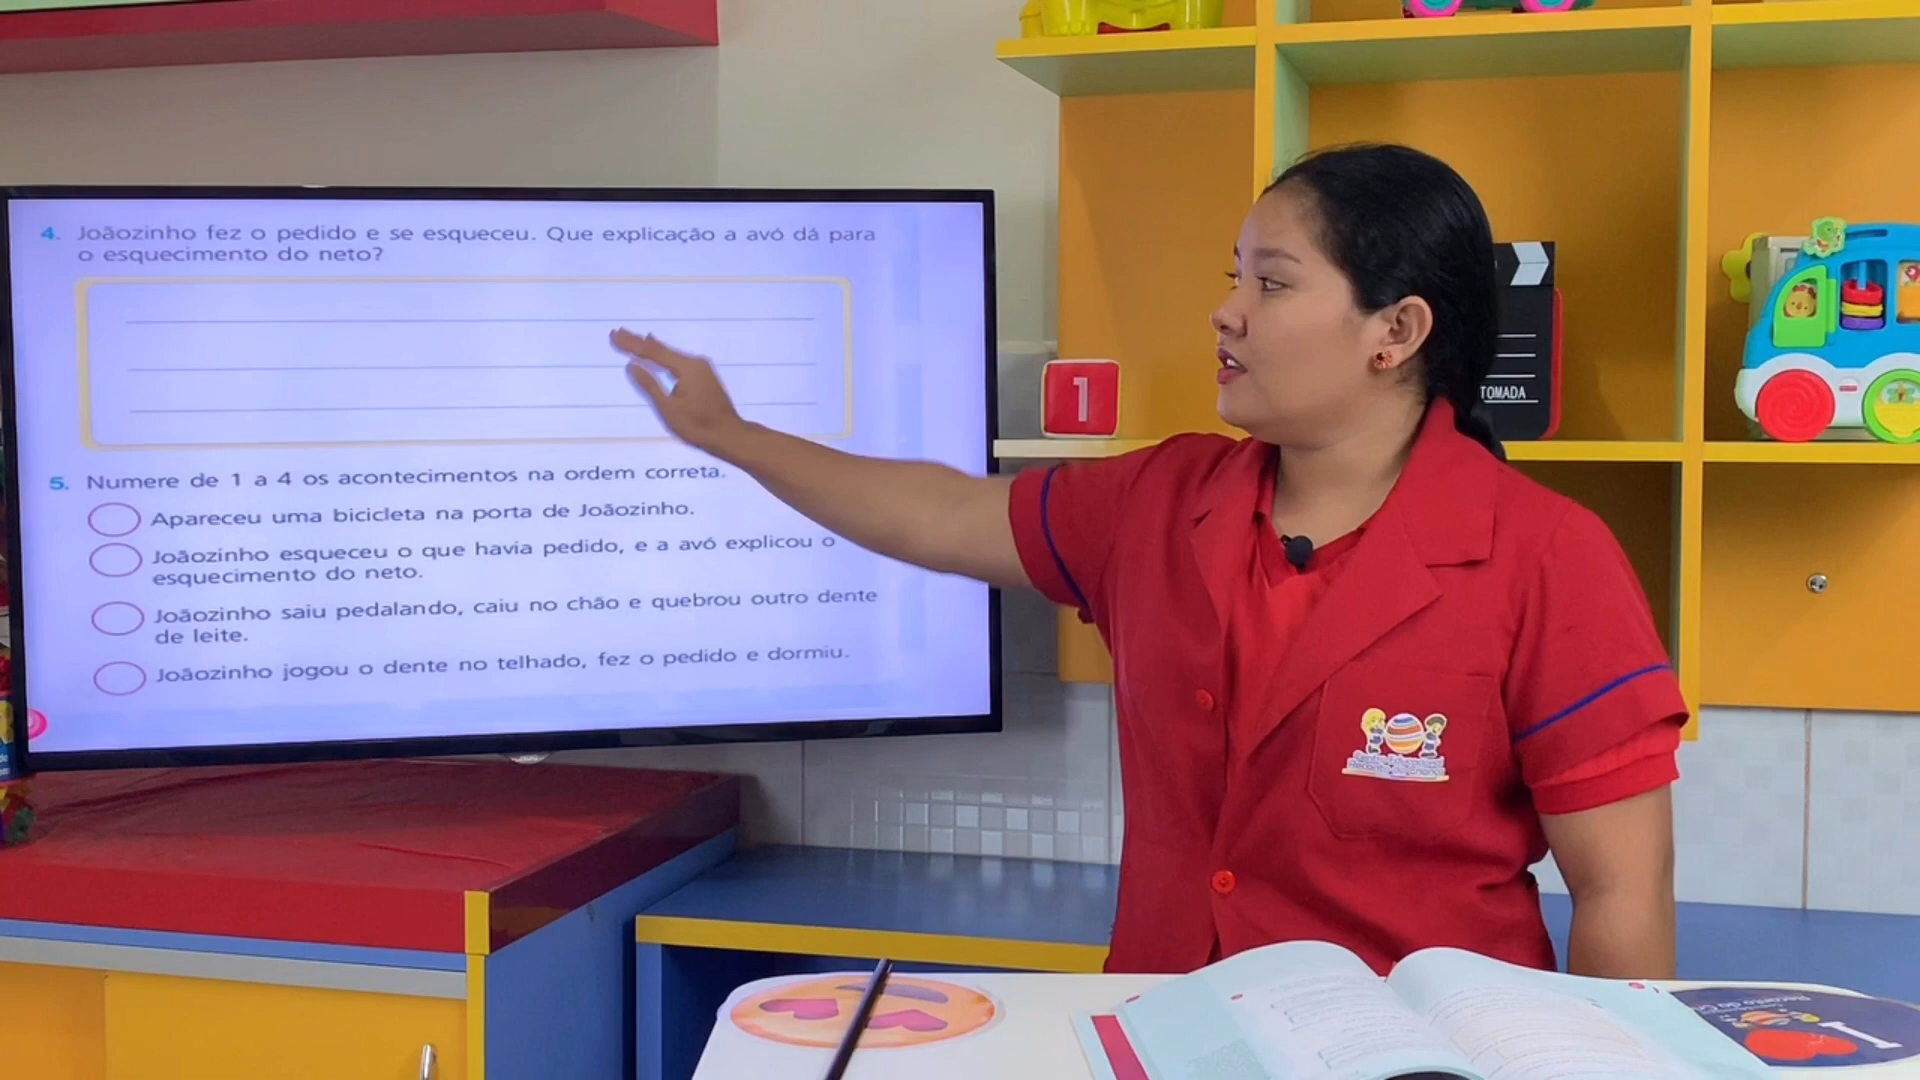 4. Joãozinho fez o pedido e se esqueceu. Que explicação a avó dá para
o esquecimento do neto?
5. Numere de 1 a 4 os acontecimentos na ordem correta.
Apareceu uma bicicleta na porta de Joãozinho.
Joãozinho esqueceu o que havia pedido, e a avó explicou o
esquecimento do neto.
Joãozinho saiu pedalando, caiu no chão e quebrou outro dente
de leite.
Joãozinho jogou o dente no telhado, fez o pedido e dormiu.
1
TOMADA